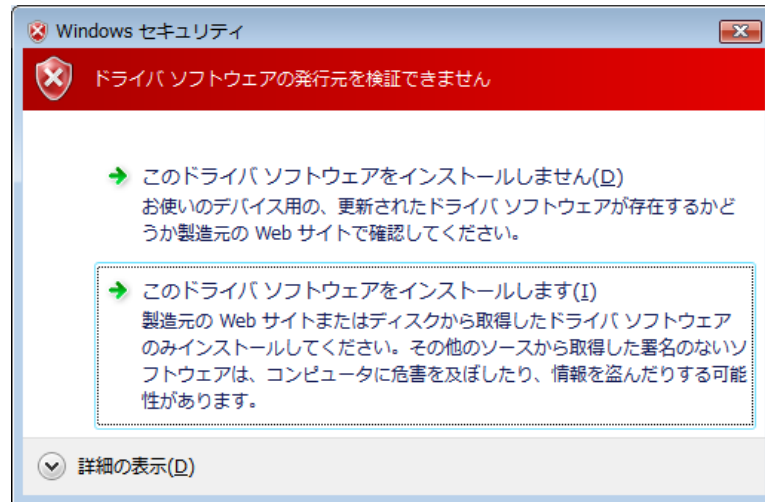 Windows セキュリティ
ドライバ ソフトウェアの発行元を検証できません
このドライバ ソフトウェアをインストールしません(D)
お使いのデバイス用の、更新されたドライバ ソフトウェアが存在するかど
うか製造元の Web サイトで確認してください。
このドライバ ソフトウェアをインストールします(I)
製造元の Web サイトまたはディスクから取得したドライバ ソフトウェア
のみインストールしてください。その他のソースから取得した署名のないソ
フトウェアは、コンピュータに危害を及ぼしたり、情報を盗んだりする可能
性があります。
詳細の表示(D)